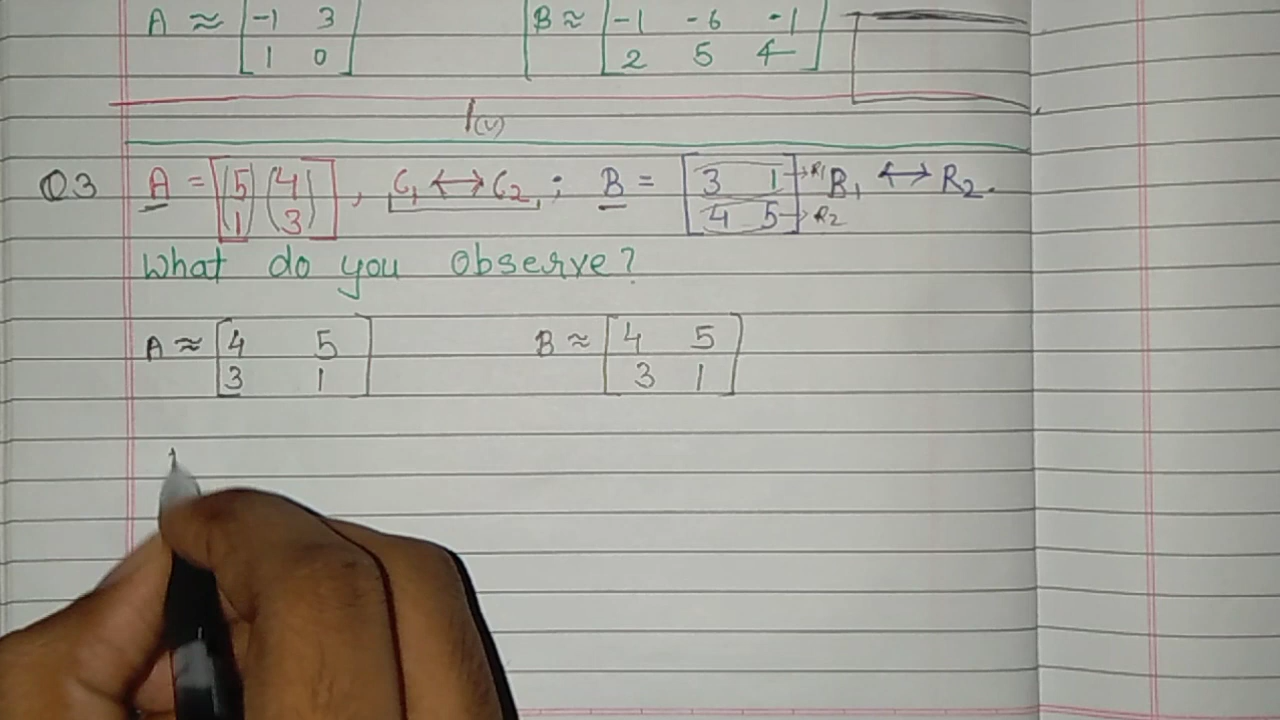 A ≈ [-1 3 B ≈ [-1 -6 -1
1 0] 2 5 4]
1(v)
Q3 A = [5 4 , C₁ ↔ C₂ ; B = [3 1 → R1 R₁ ↔ R₂.
1 3] 4 5] → R2
What do you observe?
A ≈ [4 5 B ≈ [4 5
3 1] 3 1]